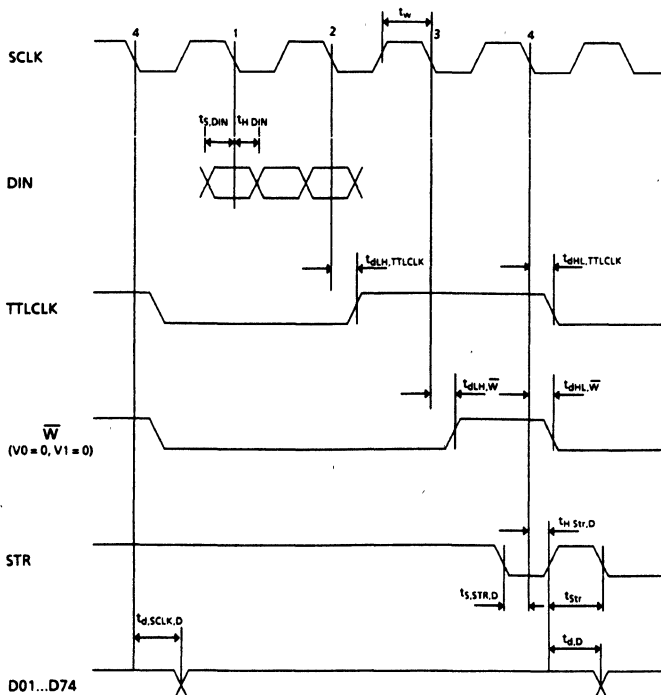 t_w
4 1 2 3 4
SCLK
t_S,DIN t_H DIN
DIN
t_dLH,TTLCLK t_dHL,TTLCLK
TTLCLK
t_dLH,W̅ t_dHL,W̅
W̅
(V0 = 0, V1 = 0)
t_H Str,D
STR
t_S,STR,D t_Str
t_d,SCLK,D t_d,D
D01...D74